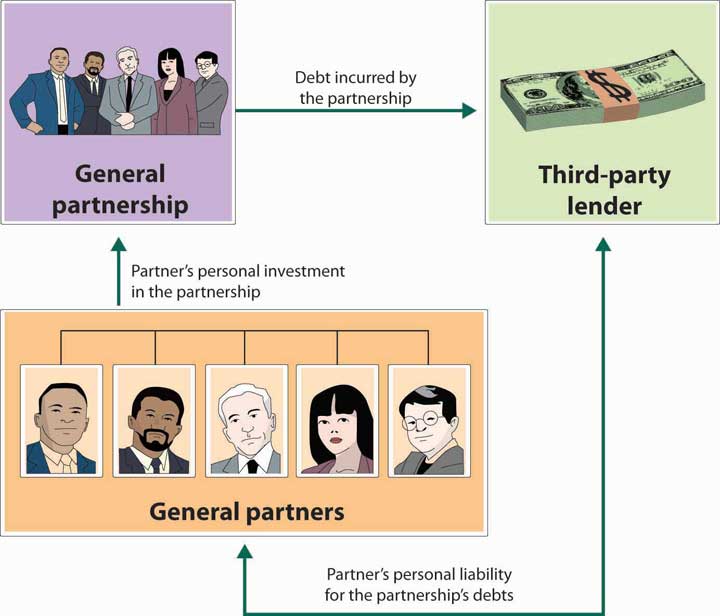 Debt incurred by
the partnership
General
partnership
Third-party
lender
Partner's personal investment
in the partnership
General partners
Partner's personal liability
for the partnership's debts